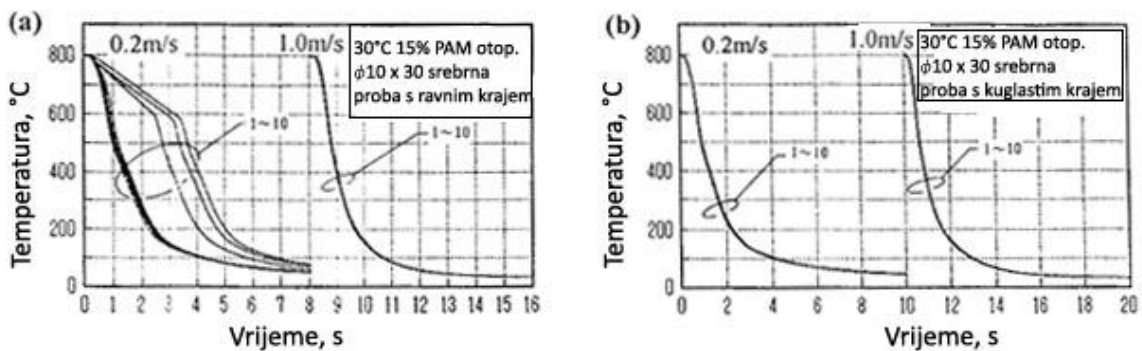 (a)
0.2m/s
1.0m/s
30°C 15% PAM otop.
ϕ10 x 30 srebrna
proba s ravnim krajem
1~10
1~10
Temperatura, °C
800
600
400
200
0
0 1 2 3 4 5 6 7 8 9 10 11 12 13 14 15 16
Vrijeme, s
(b)
0.2m/s
1.0m/s
30°C 15% PAM otop.
ϕ10 x 30 srebrna
proba s kuglastim krajem
1~10
1~10
Temperatura, °C
800
600
400
200
0
0 2 4 6 8 10 12 14 16 18 20
Vrijeme, s